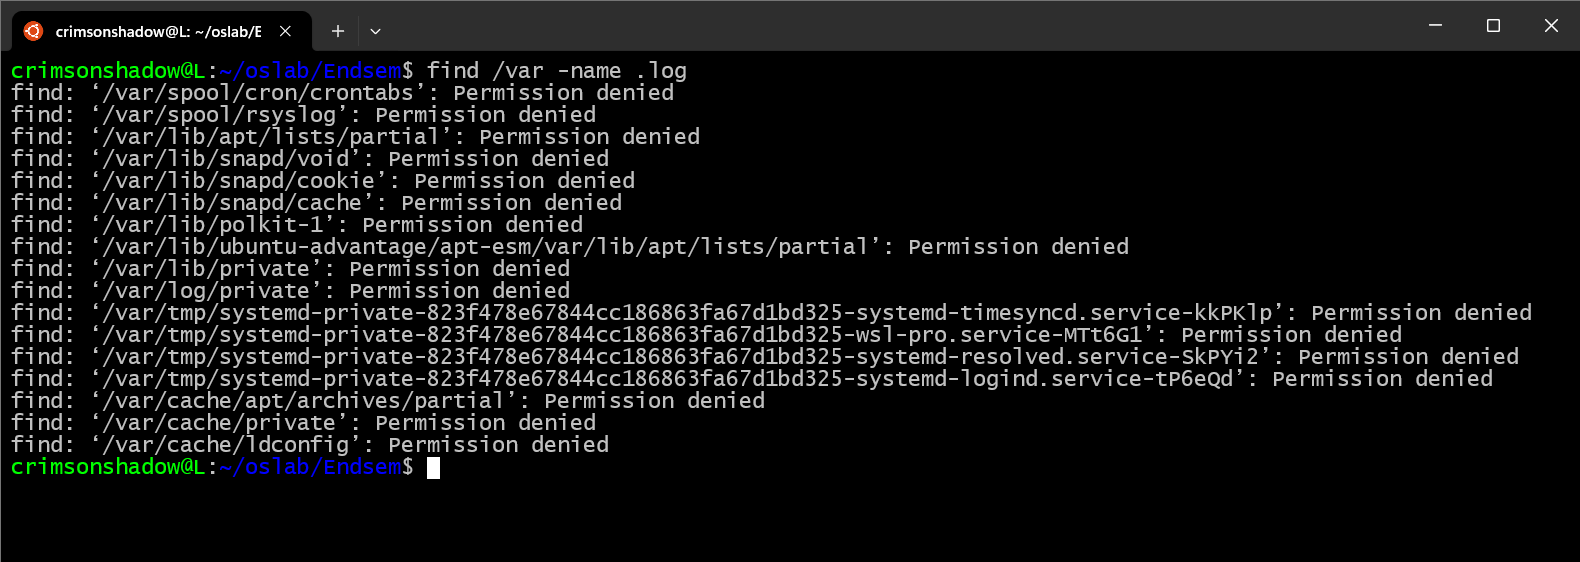 crimsonshadow@L: ~/oslab/E
crimsonshadow@L:~/oslab/Endsem$ find /var -name .log
find: ‘/var/spool/cron/crontabs’: Permission denied
find: ‘/var/spool/rsyslog’: Permission denied
find: ‘/var/lib/apt/lists/partial’: Permission denied
find: ‘/var/lib/snapd/void’: Permission denied
find: ‘/var/lib/snapd/cookie’: Permission denied
find: ‘/var/lib/snapd/cache’: Permission denied
find: ‘/var/lib/polkit-1’: Permission denied
find: ‘/var/lib/ubuntu-advantage/apt-esm/var/lib/apt/lists/partial’: Permission denied
find: ‘/var/lib/private’: Permission denied
find: ‘/var/log/private’: Permission denied
find: ‘/var/tmp/systemd-private-823f478e67844cc186863fa67d1bd325-systemd-timesyncd.service-kkPKlp’: Permission denied
find: ‘/var/tmp/systemd-private-823f478e67844cc186863fa67d1bd325-wsl-pro.service-MTt6G1’: Permission denied
find: ‘/var/tmp/systemd-private-823f478e67844cc186863fa67d1bd325-systemd-resolved.service-SkPYi2’: Permission denied
find: ‘/var/tmp/systemd-private-823f478e67844cc186863fa67d1bd325-systemd-logind.service-tP6eQd’: Permission denied
find: ‘/var/cache/apt/archives/partial’: Permission denied
find: ‘/var/cache/private’: Permission denied
find: ‘/var/cache/ldconfig’: Permission denied
crimsonshadow@L:~/oslab/Endsem$